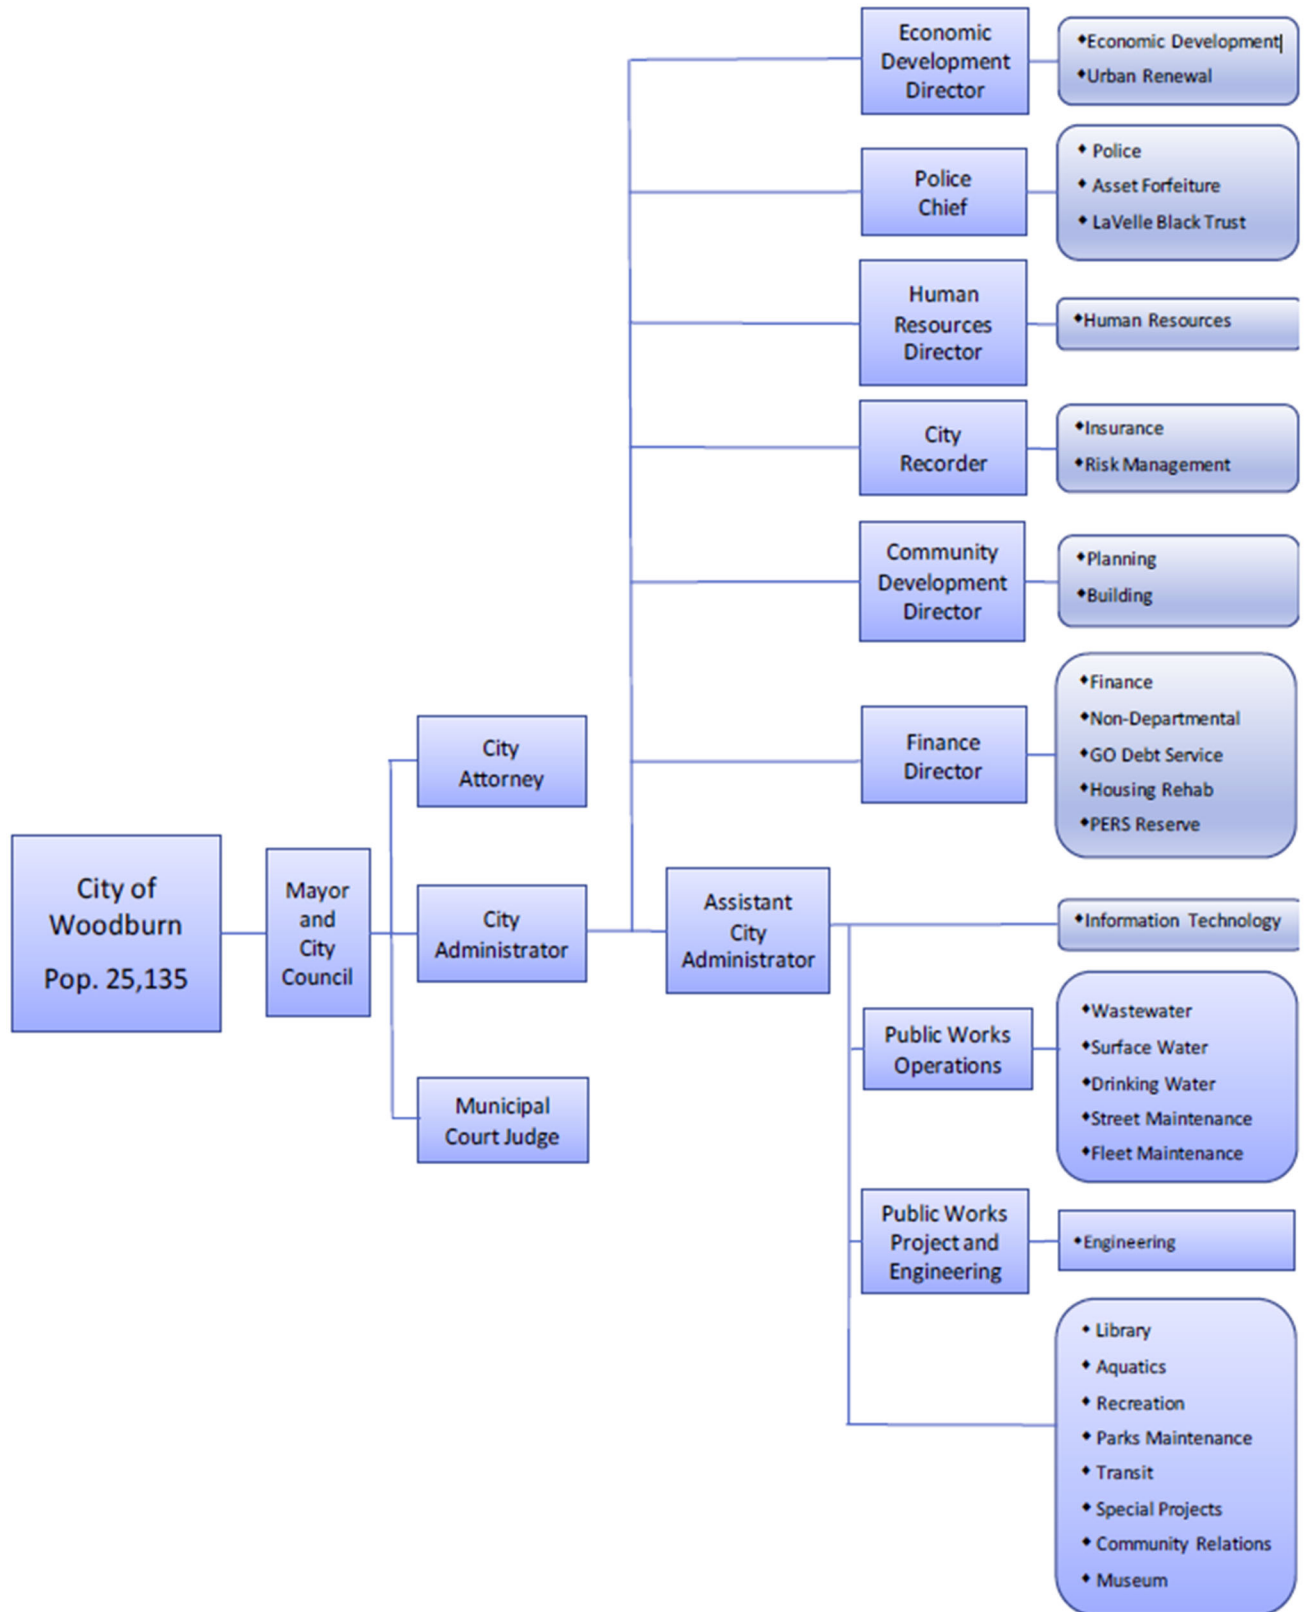 Economic
Development
Director
◆Economic Development
◆Urban Renewal
Police
Chief
◆ Police
◆ Asset Forfeiture
◆ LaVelle Black Trust
Human
Resources
Director
◆Human Resources
City
Recorder
◆Insurance
◆Risk Management
Community
Development
Director
◆Planning
◆Building
Finance
Director
◆Finance
◆Non-Departmental
◆GO Debt Service
◆Housing Rehab
◆PERS Reserve
City
Attorney
City of
Woodburn
Pop. 25,135
Mayor
and
City
Council
City
Administrator
Assistant
City
Administrator
◆Information Technology
Public Works
Operations
◆Wastewater
◆Surface Water
◆Drinking Water
◆Street Maintenance
◆Fleet Maintenance
Municipal
Court Judge
Public Works
Project and
Engineering
◆Engineering
◆ Library
◆ Aquatics
◆ Recreation
◆ Parks Maintenance
◆ Transit
◆ Special Projects
◆ Community Relations
◆ Museum